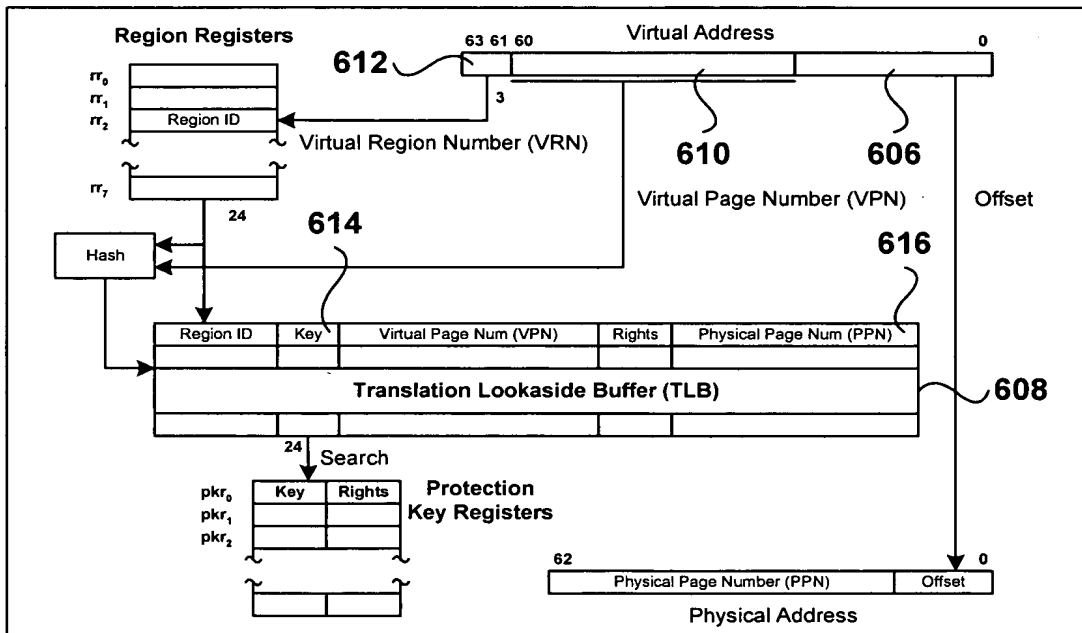 Region Registers
Virtual Address
63 61 60 0
612
rr0
rr1
rr2
Region ID
3
Virtual Region Number (VRN)
610
606
rr7
24
Virtual Page Number (VPN)
Offset
614
616
Hash
Region ID Key Virtual Page Num (VPN) Rights Physical Page Num (PPN)
Translation Lookaside Buffer (TLB)
608
24
Search
pkr0
Key Rights
Protection
Key Registers
pkr1
pkr2
62 0
Physical Page Number (PPN) Offset
Physical Address